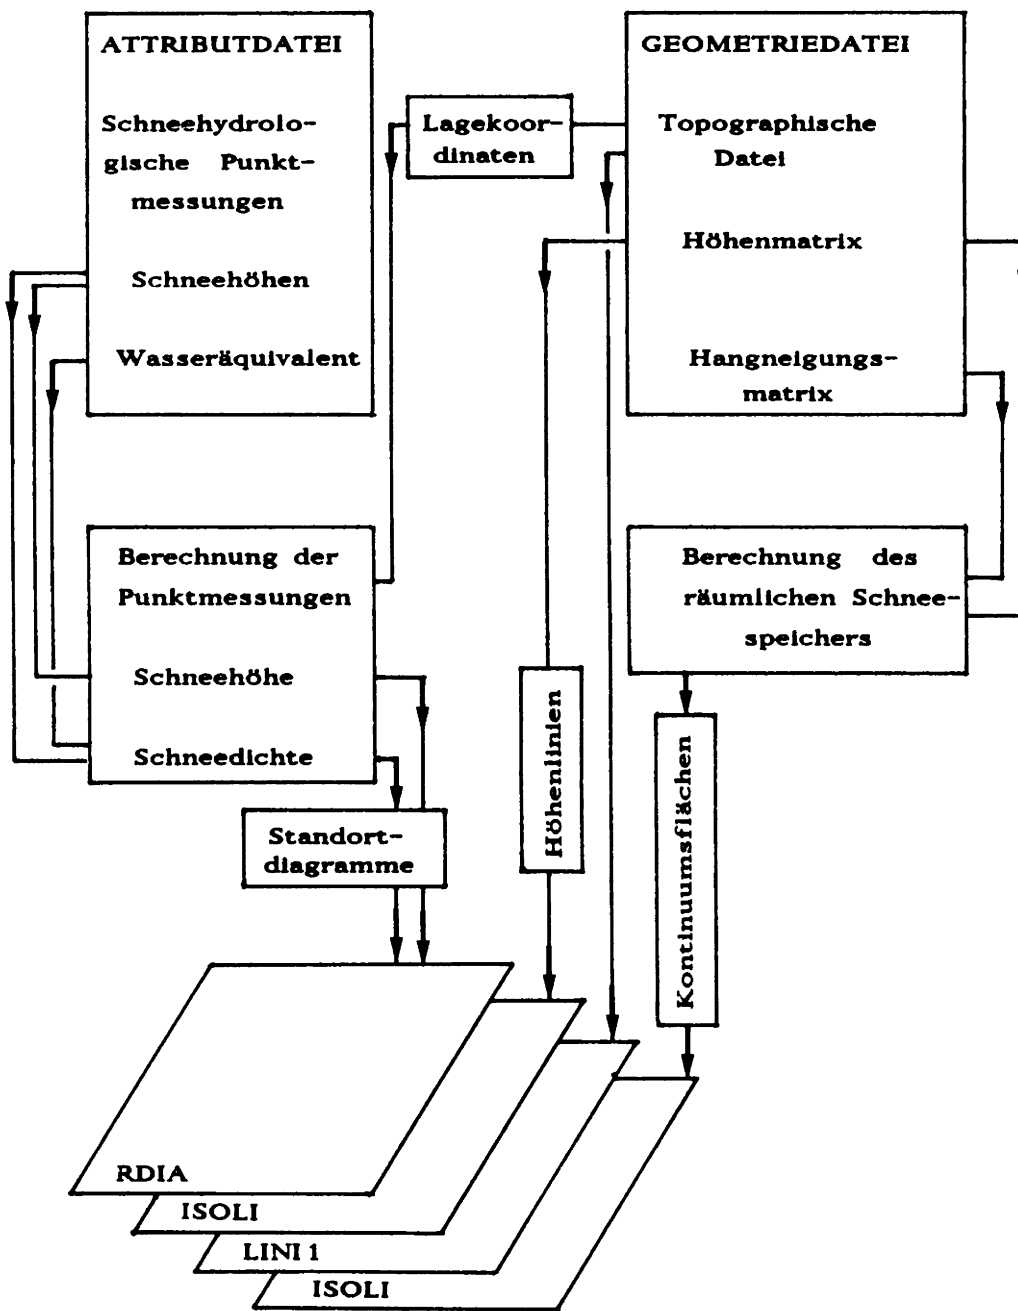 ATTRIBUTDATEI
Schneehydrolo-
gische Punkt-
messungen
Schneehöhen
Wasseräquivalent
Lagekoor-
dinaten
GEOMETRIEDATEI
Topographische
Datei
Höhenmatrix
Hangneigungs-
matrix
Berechnung der
Punktmessungen
Schneehöhe
Schneedichte
Berechnung des
räumlichen Schnee-
speichers
Standort-
diagramme
Höhenlinien
Kontinuumsflächen
RDIA
ISOLI
LINI 1
ISOLI